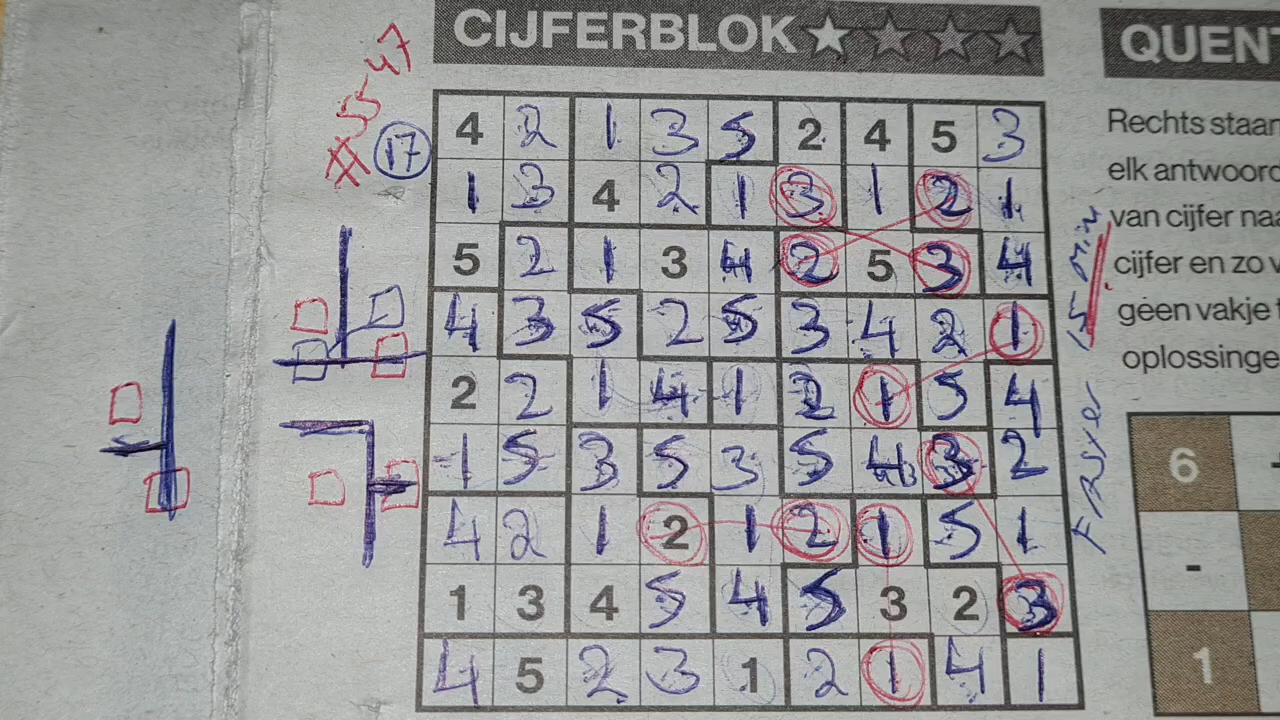 CIJFERBLOK
QUENT
# 55 47
17
4 2 1 3 5 2 4 5 3
1 3 4 2 1 3 1 2 1
5 2 1 3 4 2 5 3 4
4 3 5 2 5 3 4 2 1
2 2 1 4 1 2 1 5 4
1 5 3 5 3 5 4 3 2
4 2 1 2 1 2 1 5 1
1 3 4 5 4 5 3 2 3
4 5 2 3 1 2 1 4 1
15 min
Faster
Rechts staan
elk antwoord
van cijfer naa
cijfer en zo v
geen vakje t
oplossinge
6
-
1